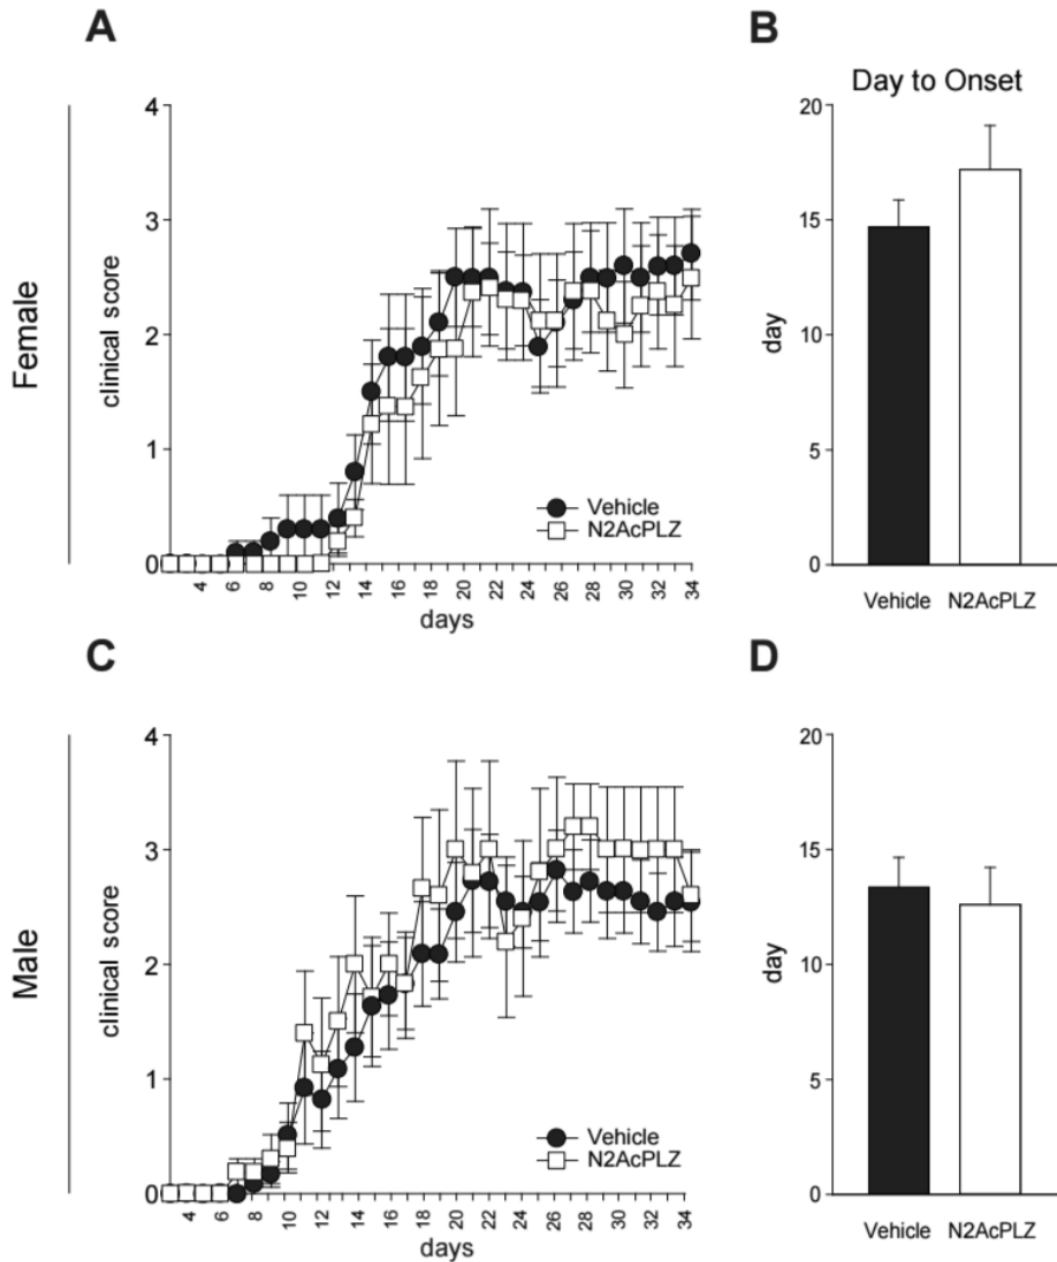 A
B
Day to Onset
Female
clinical score
4
3
2
1
0
Vehicle
N2AcPLZ
4 6 8 10 12 14 16 18 20 22 24 26 28 30 32 34
days
day
20
15
10
5
0
Vehicle N2AcPLZ
C
D
Male
clinical score
4
3
2
1
0
Vehicle
N2AcPLZ
4 6 8 10 12 14 16 18 20 22 24 26 28 30 32 34
days
day
20
15
10
5
0
Vehicle N2AcPLZ